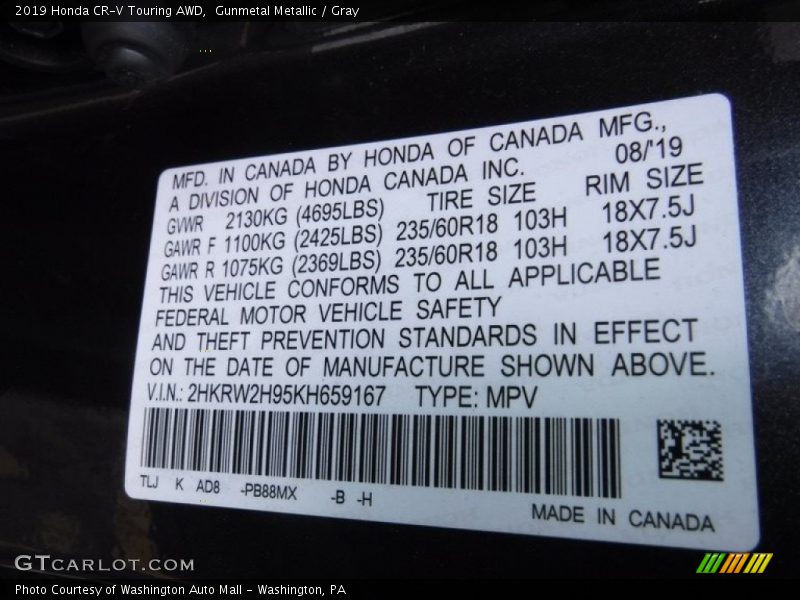 2019 Honda CR-V Touring AWD,  Gunmetal Metallic / Gray
MFD. IN CANADA BY HONDA OF CANADA MFG.,
A DIVISION OF HONDA CANADA INC. 08/'19
GVWR 2130KG (4695LBS) TIRE SIZE RIM SIZE
GAWR F 1100KG (2425LBS) 235/60R18 103H 18X7.5J
GAWR R 1075KG (2369LBS) 235/60R18 103H 18X7.5J
THIS VEHICLE CONFORMS TO ALL APPLICABLE
FEDERAL MOTOR VEHICLE SAFETY
AND THEFT PREVENTION STANDARDS IN EFFECT
ON THE DATE OF MANUFACTURE SHOWN ABOVE.
V.I.N.: 2HKRW2H95KH659167 TYPE: MPV
TLJ K AD8 -PB88MX -B -H
MADE IN CANADA
GTCARLOT.COM
Photo Courtesy of Washington Auto Mall - Washington, PA